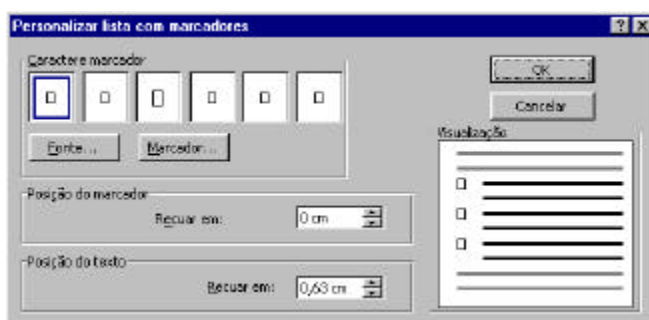 Personalizar lista com marcadores
Caractere marcador
OK
Cancelar
Fonte... Marcador...
Visualização
Posição do marcador
Recuar em: 0 cm
Posição do texto
Recuar em: 0,63 cm